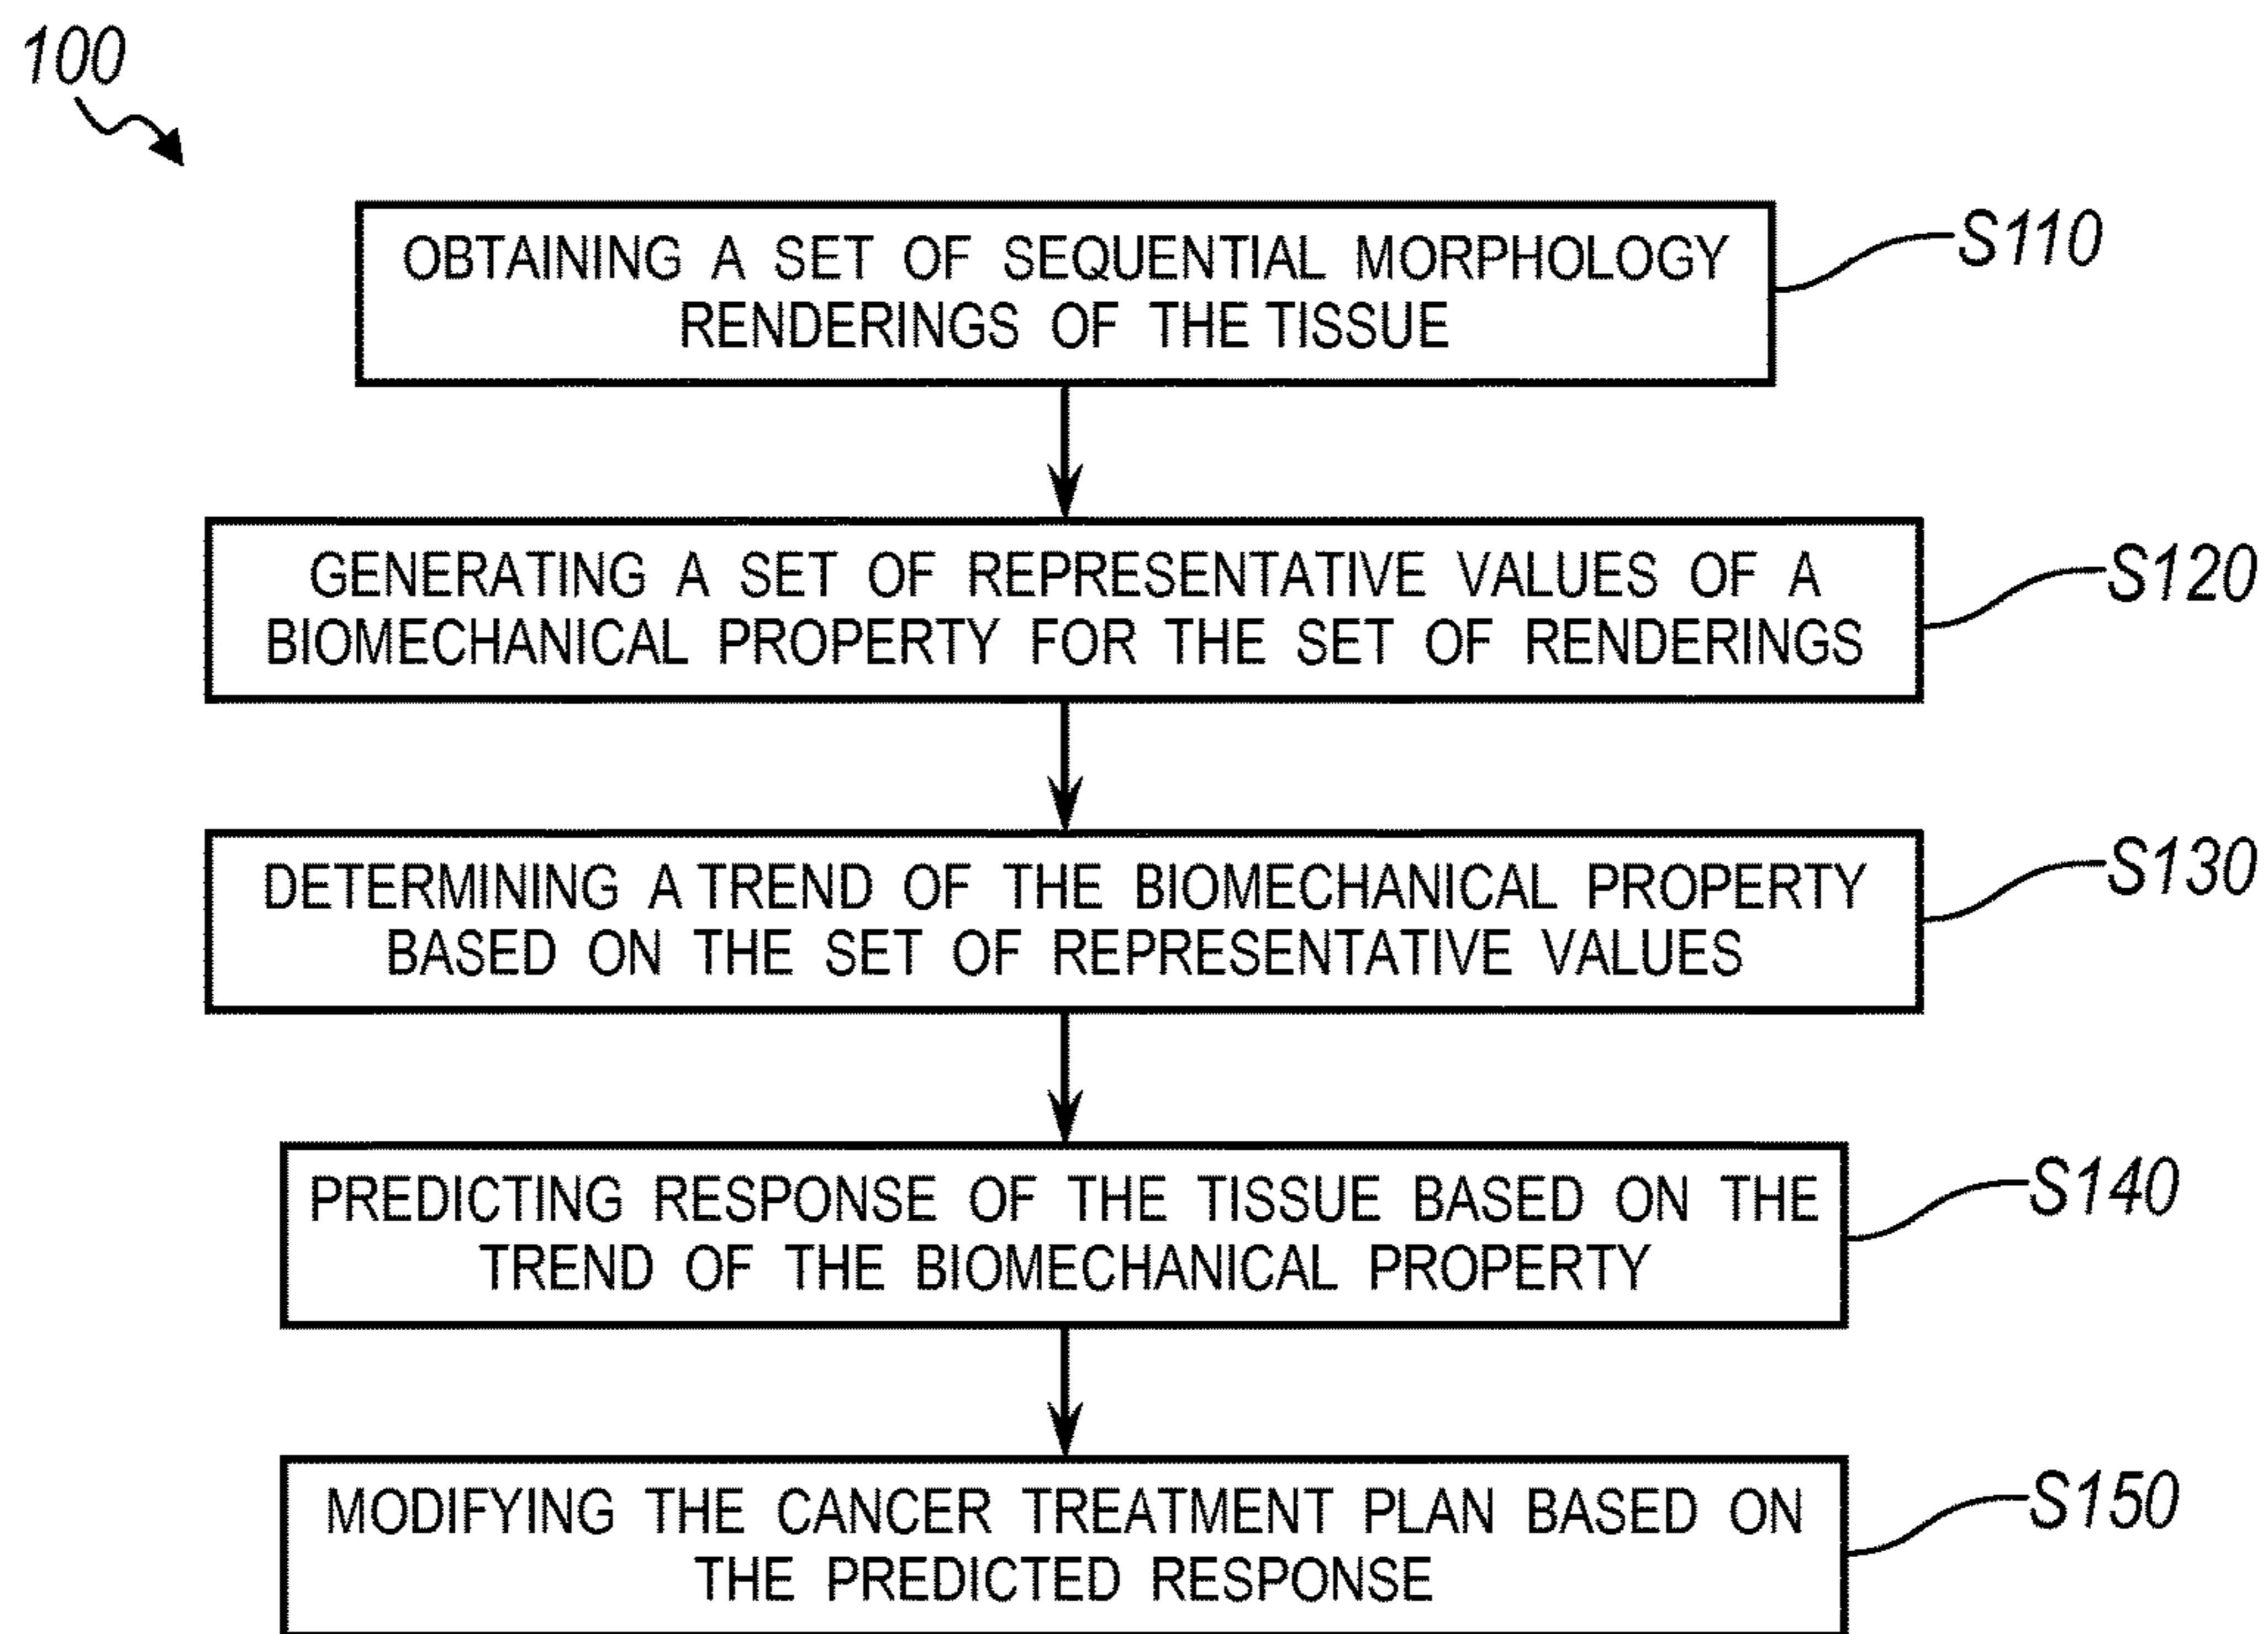 100
OBTAINING A SET OF SEQUENTIAL MORPHOLOGY
RENDERINGS OF THE TISSUE
S110
GENERATING A SET OF REPRESENTATIVE VALUES OF A
BIOMECHANICAL PROPERTY FOR THE SET OF RENDERINGS
S120
DETERMINING A TREND OF THE BIOMECHANICAL PROPERTY
BASED ON THE SET OF REPRESENTATIVE VALUES
S130
PREDICTING RESPONSE OF THE TISSUE BASED ON THE
TREND OF THE BIOMECHANICAL PROPERTY
S140
MODIFYING THE CANCER TREATMENT PLAN BASED ON
THE PREDICTED RESPONSE
S150